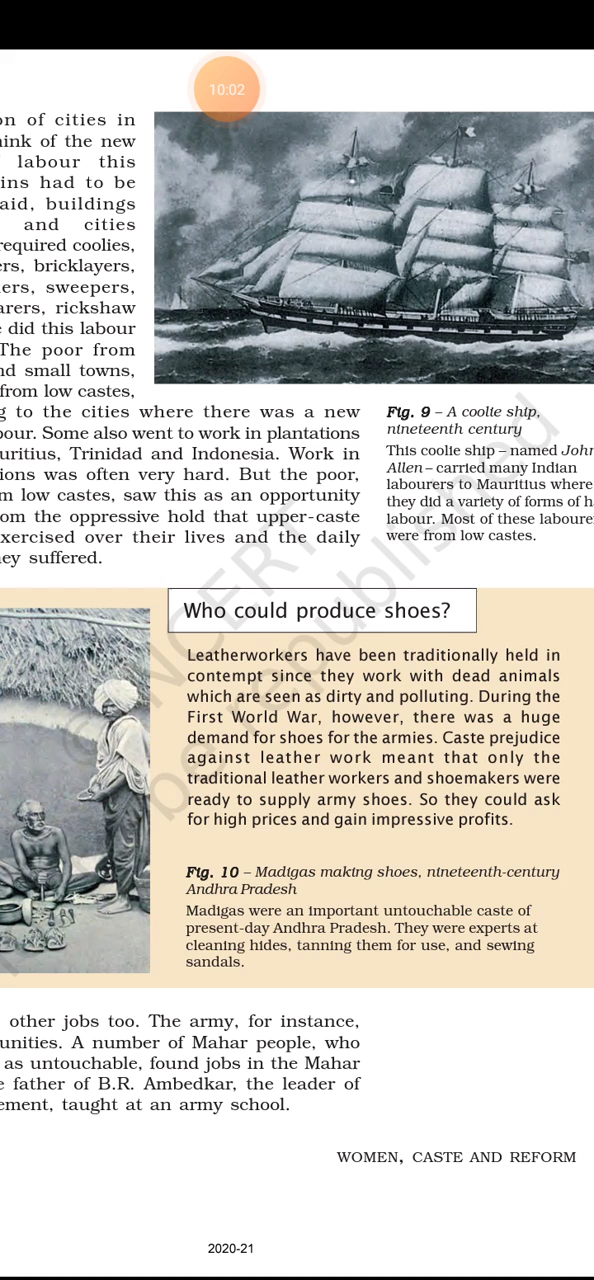 10:02
on of cities in
ink of the new
labour this
ins had to be
aid, buildings
and cities
required coolies,
ers, bricklayers,
ers, sweepers,
arers, rickshaw
e did this labour
The poor from
nd small towns,
from low castes,
g to the cities where there was a new
our. Some also went to work in plantations
uritius, Trinidad and Indonesia. Work in
ions was often very hard. But the poor,
m low castes, saw this as an opportunity
om the oppressive hold that upper-caste
exercised over their lives and the daily
ey suffered.
Fig. 9 – A coolie ship,
nineteenth century
This coolie ship – named John
Allen – carried many Indian
labourers to Mauritius where
they did a variety of forms of h
labour. Most of these laboure
were from low castes.
Who could produce shoes?
Leatherworkers have been traditionally held in
contempt since they work with dead animals
which are seen as dirty and polluting. During the
First World War, however, there was a huge
demand for shoes for the armies. Caste prejudice
against leather work meant that only the
traditional leather workers and shoemakers were
ready to supply army shoes. So they could ask
for high prices and gain impressive profits.
Fig. 10 – Madigas making shoes, nineteenth-century
Andhra Pradesh
Madigas were an important untouchable caste of
present-day Andhra Pradesh. They were experts at
cleaning hides, tanning them for use, and sewing
sandals.
other jobs too. The army, for instance,
unities. A number of Mahar people, who
as untouchable, found jobs in the Mahar
e father of B.R. Ambedkar, the leader of
ement, taught at an army school.
WOMEN, CASTE AND REFORM
2020-21
© NCERT
be republished